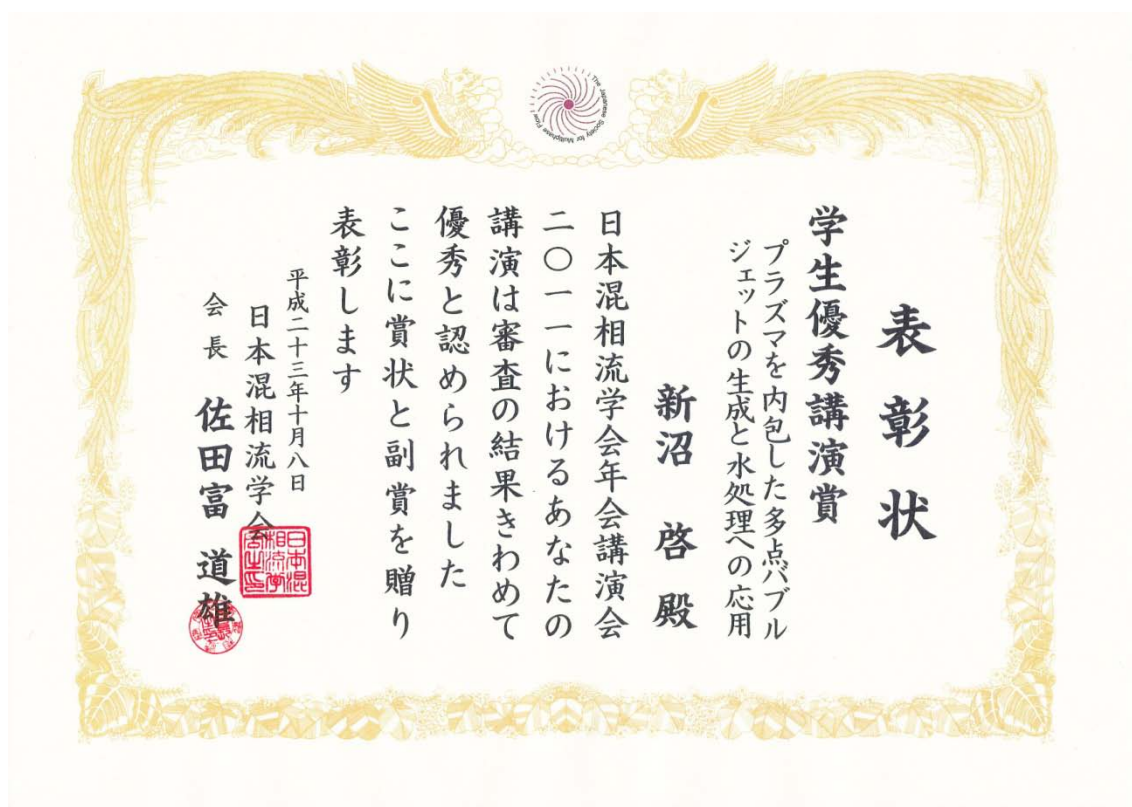 The Japanese Society for Multiphase Flow
表彰状
学生優秀講演賞
プラズマを内包した多点バブル
ジェットの生成と水処理への応用
新沼 啓 殿
日本混相流学会年会講演会
二〇一一におけるあなたの
講演は審査の結果きわめて
優秀と認められました
ここに賞状と副賞を贈り
表彰します
平成二十三年十月八日
日本混相流学会
会長 佐田富 道雄